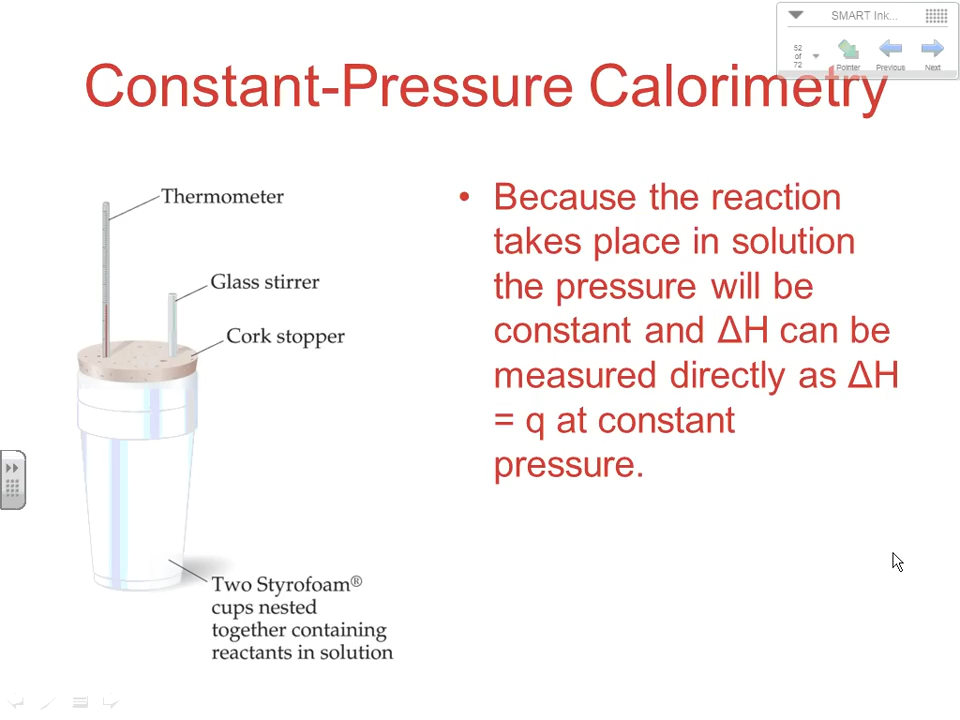 SMART Ink...
52
of
72
Pointer
Previous
Next
Constant-Pressure Calorimetry
Thermometer
Glass stirrer
Cork stopper
Two Styrofoam®
cups nested
together containing
reactants in solution
• Because the reaction
takes place in solution
the pressure will be
constant and ΔH can be
measured directly as ΔH
= q at constant
pressure.